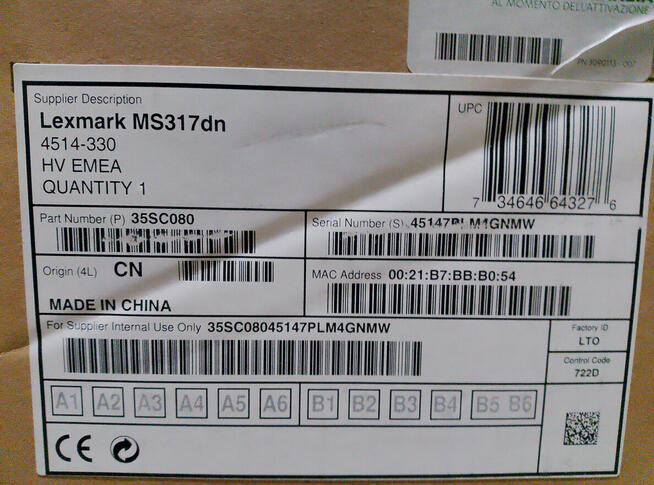 AL MOMENTO DELL'ATTIVAZIONE
PN 3090113 - 007
Supplier Description
Lexmark MS317dn
4514-330
HV EMEA
QUANTITY 1
UPC
7 34646 64327 6
Part Number (P) 35SC080
Serial Number (S) 45147PLM4GNMW
Origin (4L) CN
MADE IN CHINA
MAC Address 00:21:B7:BB:B0:54
For Supplier Internal Use Only 35SC08045147PLM4GNMW
Factory ID
LTO
Control Code
722D
A1 A2 A3 A4 A5 A6 B1 B2 B3 B4 B5 B6
CE